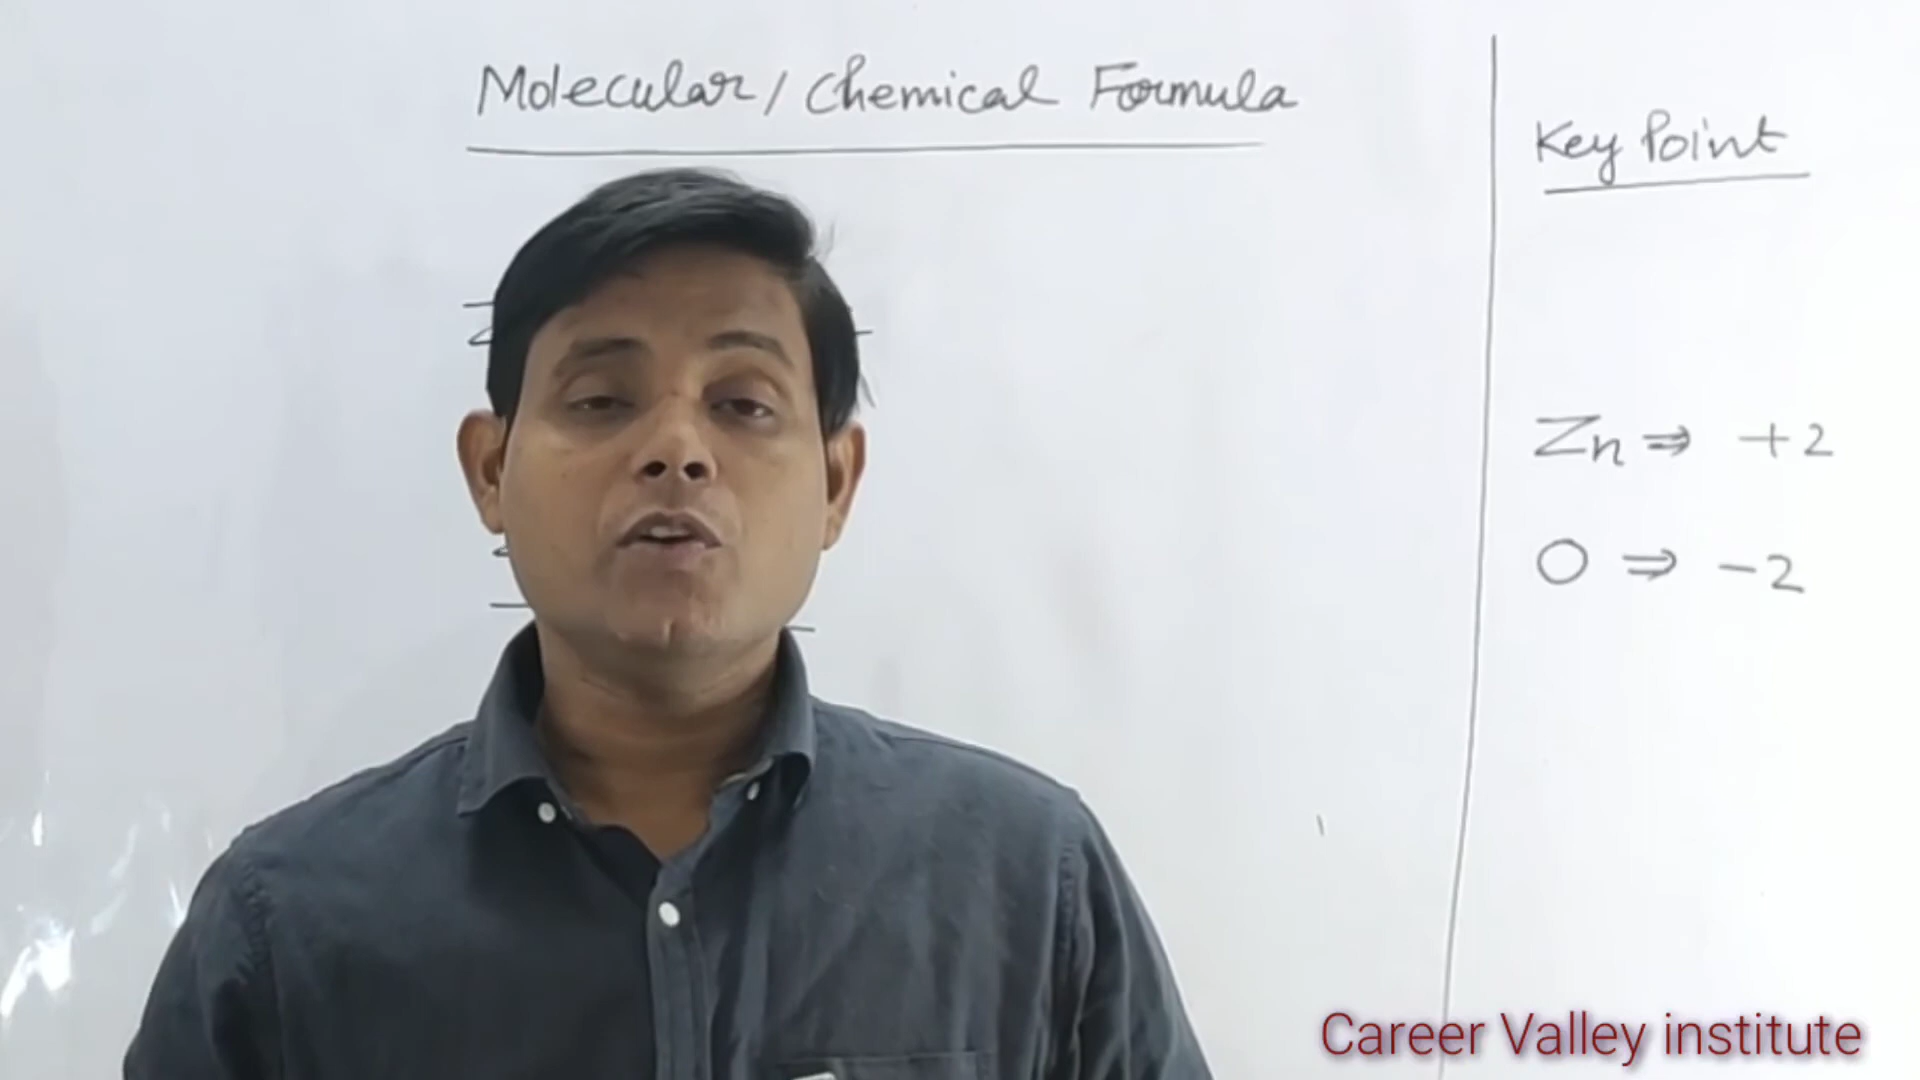 Molecular / Chemical Formula
Key Point
Zn ⇒ +2
O ⇒ -2
Career Valley institute